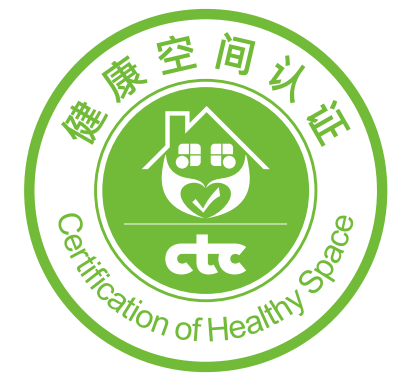 健康空间认证
ctc
Certification of Healthy Space